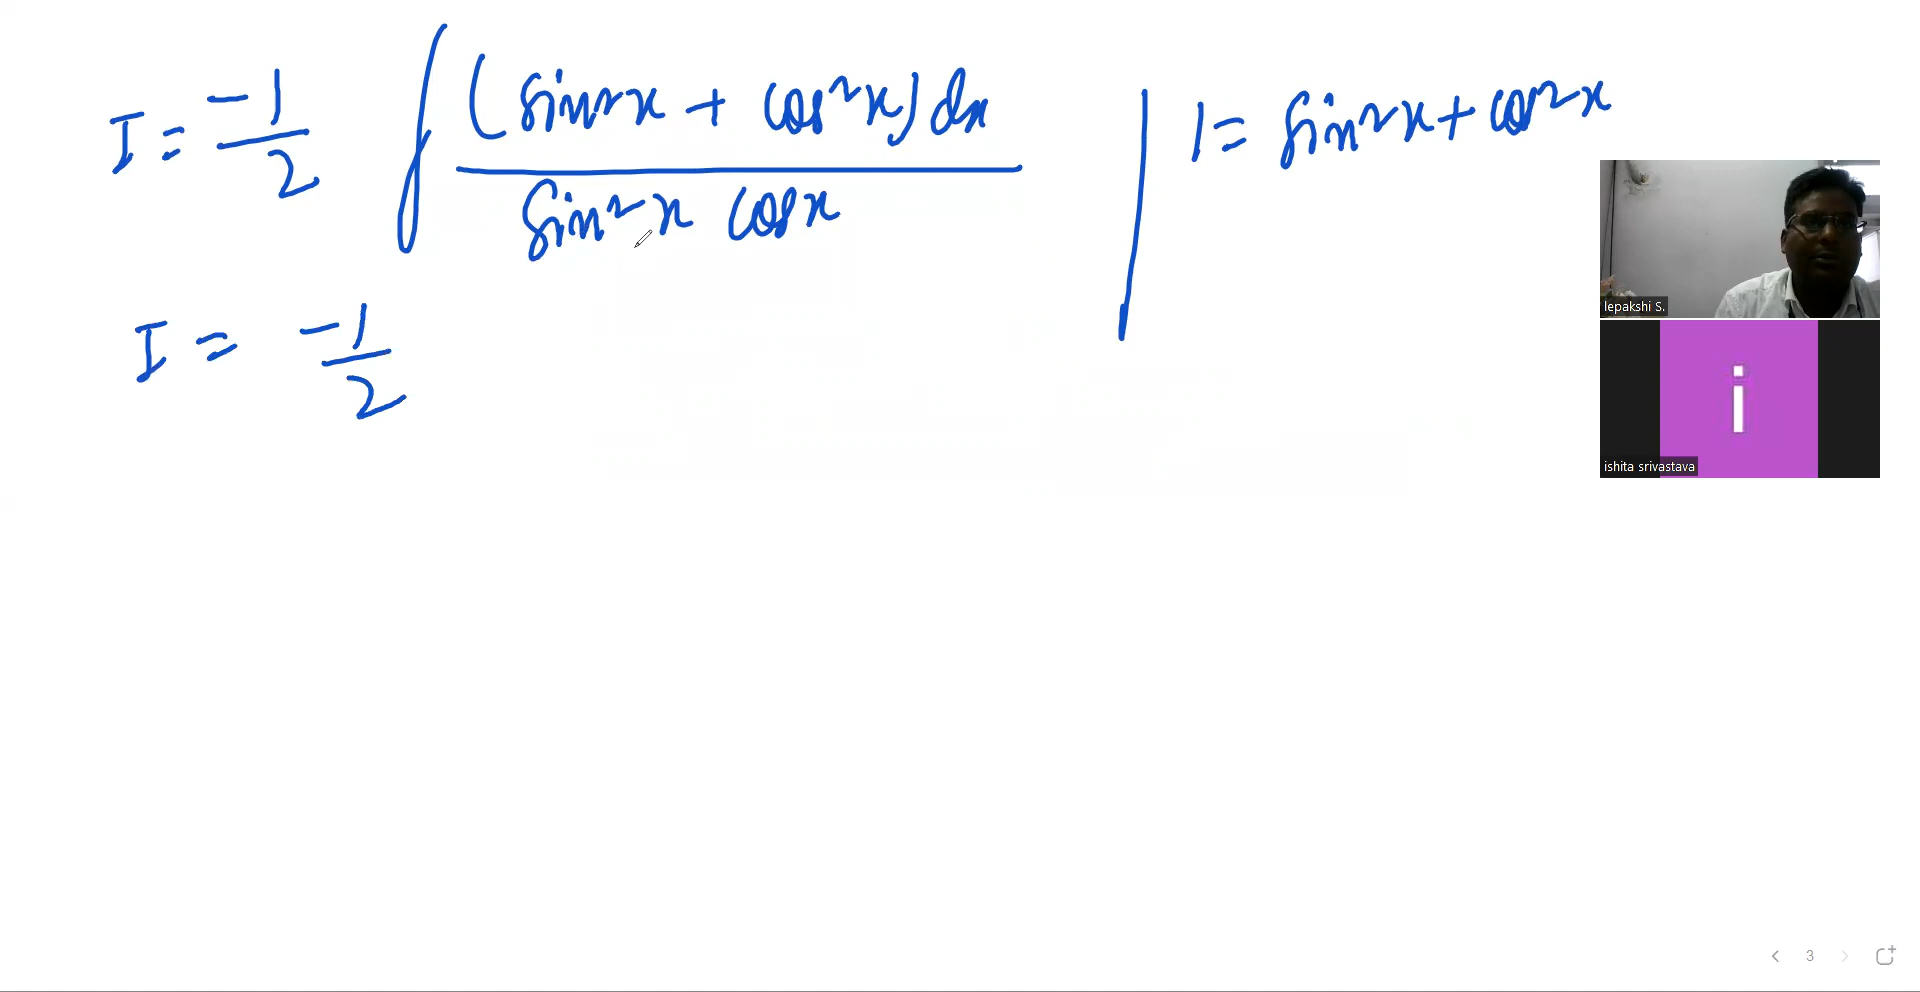 I = -1/2 ∫ (sin²x + cos²x) dx / sin²x cosx
1 = sin²x + cos²x
I = -1/2
lepakshi S.
i
ishita srivastava
3